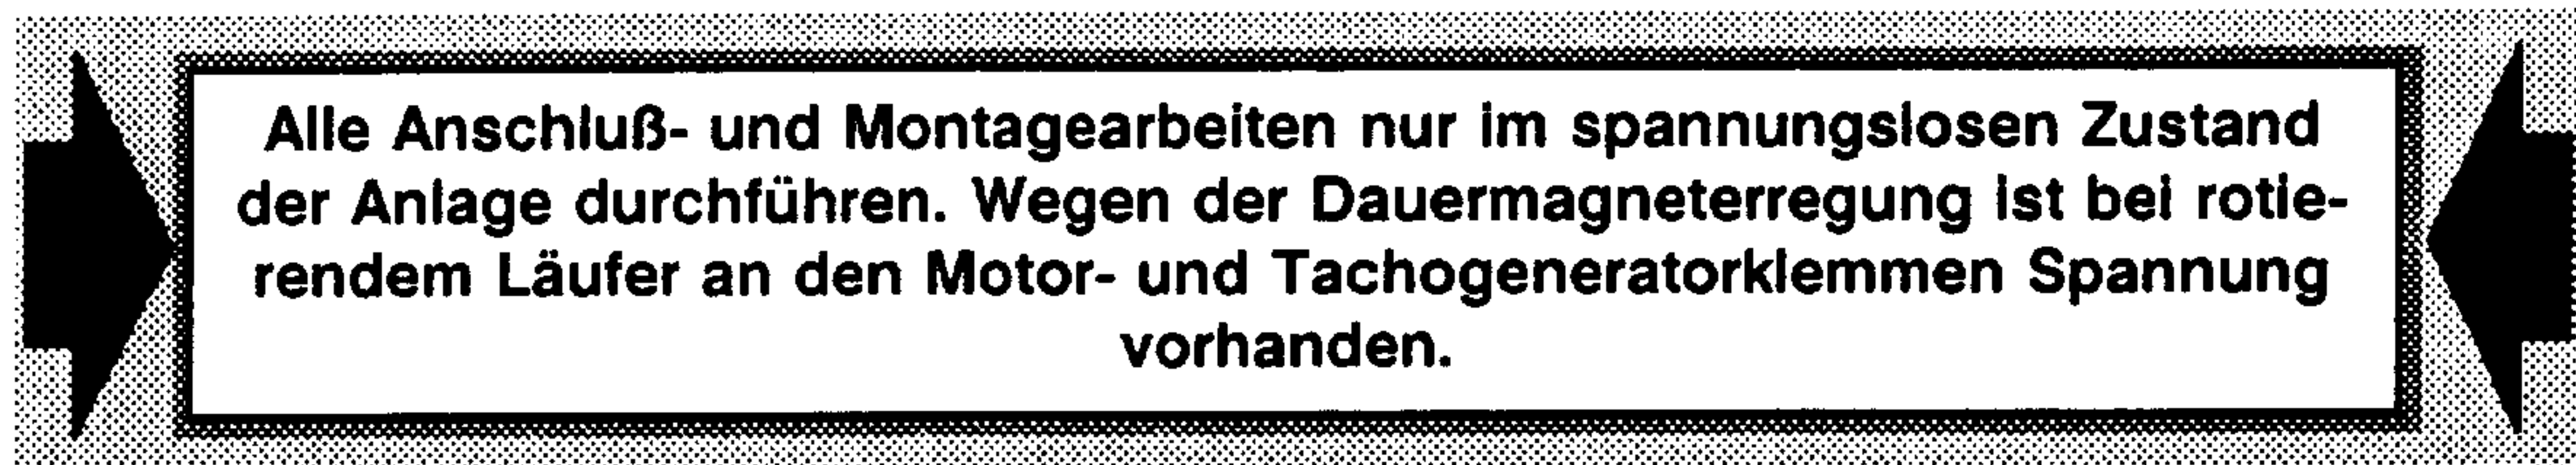 Alle Anschluß- und Montagearbeiten nur im spannungslosen Zustand
der Anlage durchführen. Wegen der Dauermagneterregung ist bei rotie-
rendem Läufer an den Motor- und Tachogeneratorklemmen Spannung
vorhanden.